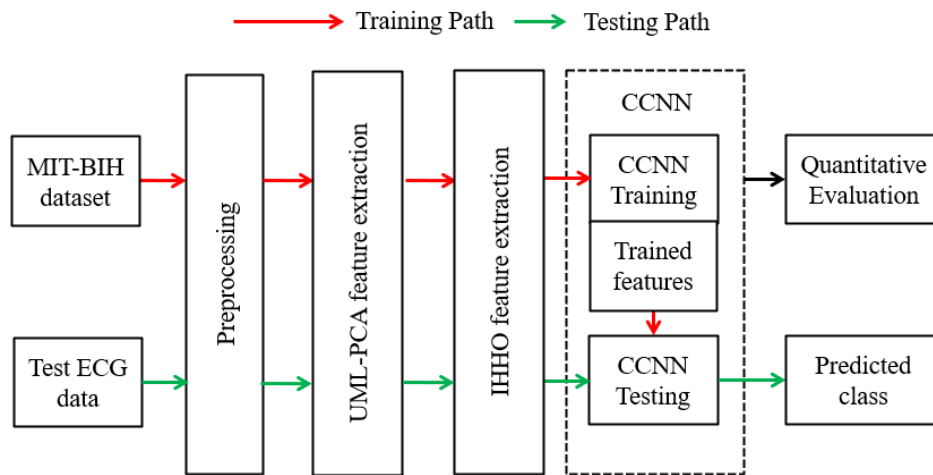 Training Path
Testing Path
MIT-BIH
dataset
Test ECG
data
Preprocessing
UML-PCA feature extraction
IHHO feature extraction
CCNN
CCNN
Training
Trained
features
CCNN
Testing
Quantitative
Evaluation
Predicted
class